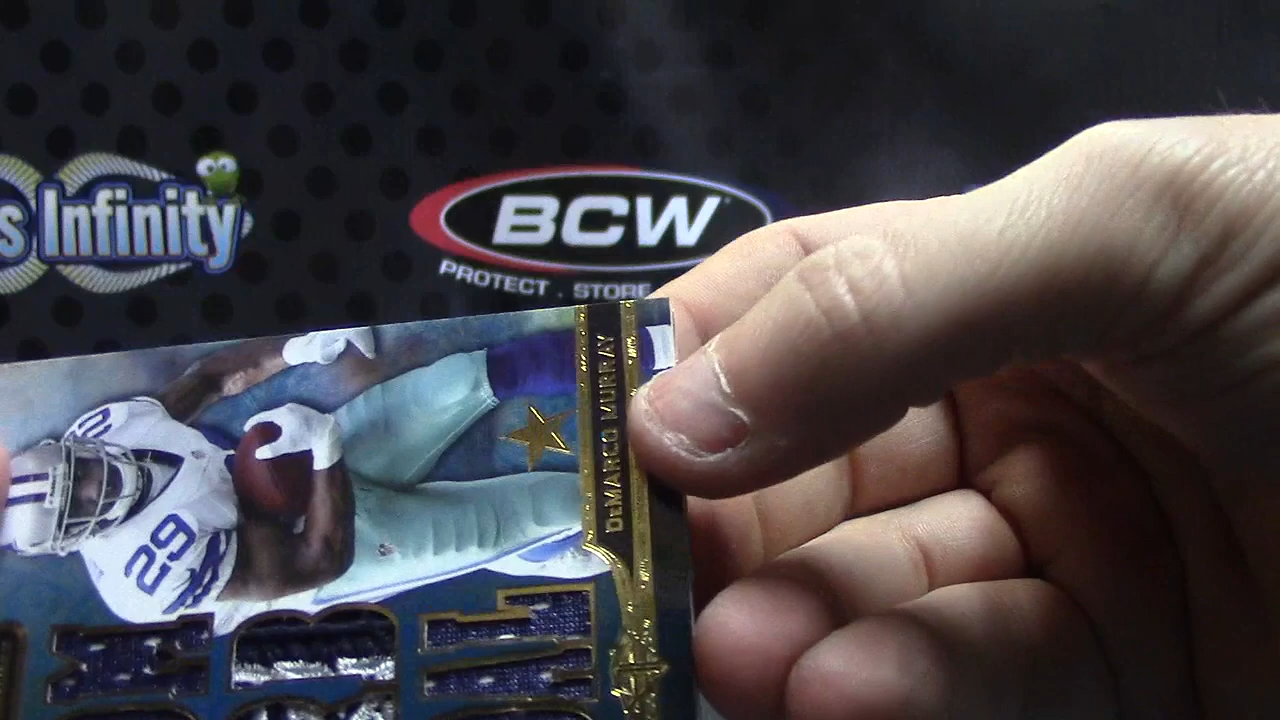 s Infinity
BCW
PROTECT . STORE
DeMARCO MURRAY
29